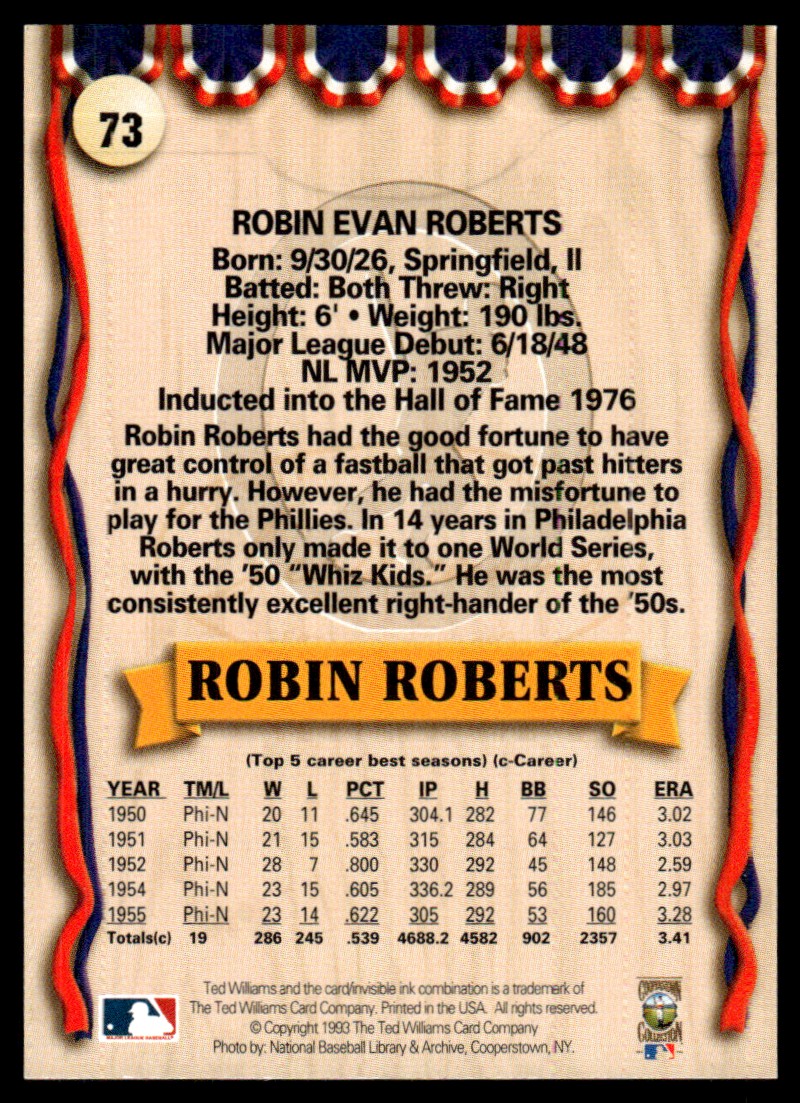 73
ROBIN EVAN ROBERTS
Born: 9/30/26, Springfield, Il
Batted: Both Threw: Right
Height: 6' • Weight: 190 lbs.
Major League Debut: 6/18/48
NL MVP: 1952
Inducted into the Hall of Fame 1976
Robin Roberts had the good fortune to have
great control of a fastball that got past hitters
in a hurry. However, he had the misfortune to
play for the Phillies. In 14 years in Philadelphia
Roberts only made it to one World Series,
with the '50 “Whiz Kids.” He was the most
consistently excellent right-hander of the '50s.
ROBIN ROBERTS
(Top 5 career best seasons) (c-Career)
YEAR TM/L W L PCT IP H BB SO ERA
1950 Phi-N 20 11 .645 304.1 282 77 146 3.02
1951 Phi-N 21 15 .583 315 284 64 127 3.03
1952 Phi-N 28 7 .800 330 292 45 148 2.59
1954 Phi-N 23 15 .605 336.2 289 56 185 2.97
1955 Phi-N 23 14 .622 305 292 53 160 3.28
Totals(c) 19 286 245 .539 4688.2 4582 902 2357 3.41
Ted Williams and the card/invisible ink combination is a trademark of
The Ted Williams Card Company. Printed in the USA. All rights reserved.
© Copyright 1993 The Ted Williams Card Company
Photo by: National Baseball Library & Archive, Cooperstown, NY.
MAJOR LEAGUE BASEBALL
COOPERSTOWN
COLLECTION